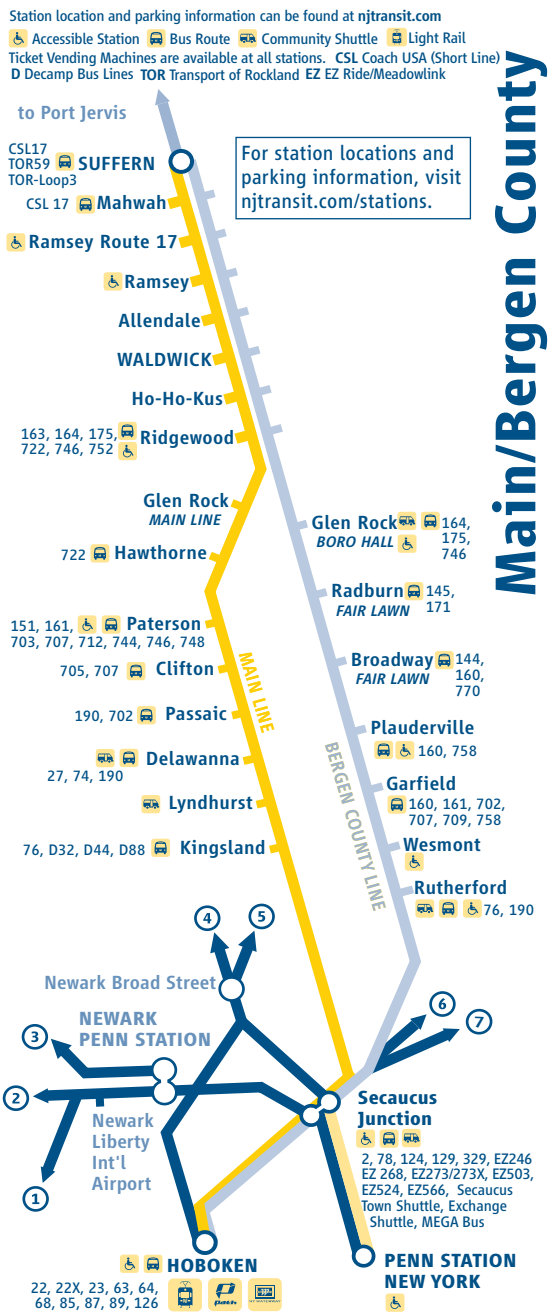 Station location and parking information can be found at njtransit.com
Accessible Station Bus Route Community Shuttle Light Rail
Ticket Vending Machines are available at all stations. CSL Coach USA (Short Line)
D Decamp Bus Lines TOR Transport of Rockland EZ EZ Ride/Meadowlink
Main/Bergen County
to Port Jervis
For station locations and
parking information, visit
njtransit.com/stations.
CSL17
TOR59 SUFFERN
TOR-Loop3
CSL 17 Mahwah
Ramsey Route 17
Ramsey
Allendale
WALDWICK
Ho-Ho-Kus
163, 164, 175, Ridgewood
722, 746, 752
Glen Rock
MAIN LINE
722 Hawthorne
151, 161, Paterson
703, 707, 712, 744, 746, 748
705, 707 Clifton
190, 702 Passaic
Delawanna
27, 74, 190
Lyndhurst
76, D32, D44, D88 Kingsland
MAIN LINE
Glen Rock 164,
BORO HALL 175,
746
Radburn 145,
FAIR LAWN 171
Broadway 144,
FAIR LAWN 160,
770
Plauderville
160, 758
Garfield
160, 161, 702,
707, 709, 758
Wesmont
Rutherford
76, 190
BERGEN COUNTY LINE
4
5
Newark Broad Street
NEWARK
PENN STATION
3
2
1
Newark
Liberty
Int'l
Airport
6
7
Secaucus
Junction
2, 78, 124, 129, 329, EZ246
EZ 268, EZ273/273X, EZ503,
EZ524, EZ566, Secaucus
Town Shuttle, Exchange
Shuttle, MEGA Bus
HOBOKEN
22, 22X, 23, 63, 64,
68, 85, 87, 89, 126
path
PENN STATION
NEW YORK